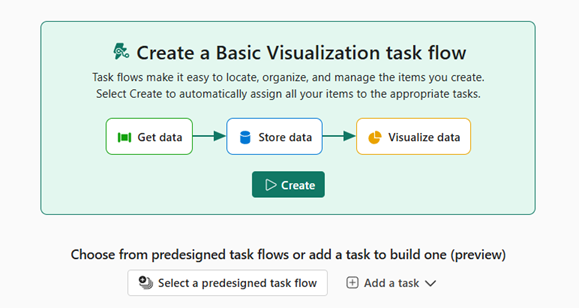 Create a Basic Visualization task flow
Task flows make it easy to locate, organize, and manage the items you create.
Select Create to automatically assign all your items to the appropriate tasks.
Get data
Store data
Visualize data
Create
Choose from predesigned task flows or add a task to build one (preview)
Select a predesigned task flow
Add a task